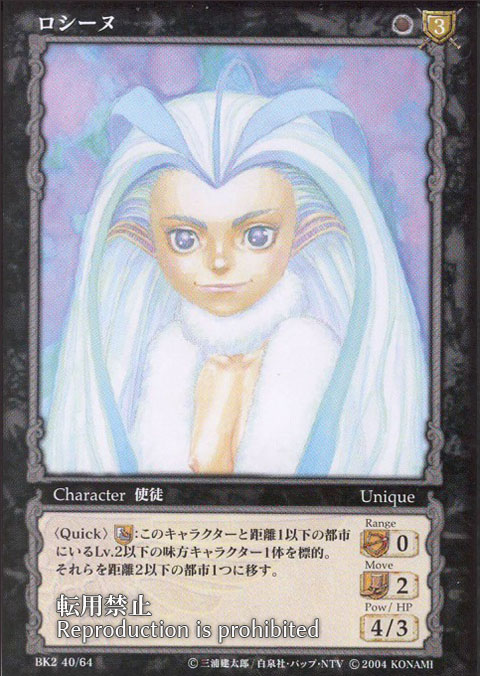 ロシーヌ
3
Character 使徒
Unique
〈Quick〉:このキャラクターと距離1以下の都市
にいるLv.2以下の味方キャラクター1体を標的。
それらを距離2以下の都市1つに移す。
Range
0
Move
2
Pow/ HP
4/3
転用禁止
Reproduction is prohibited
BK2 40/64
©三浦建太郎/白泉社・バップ・NTV © 2004 KONAMI